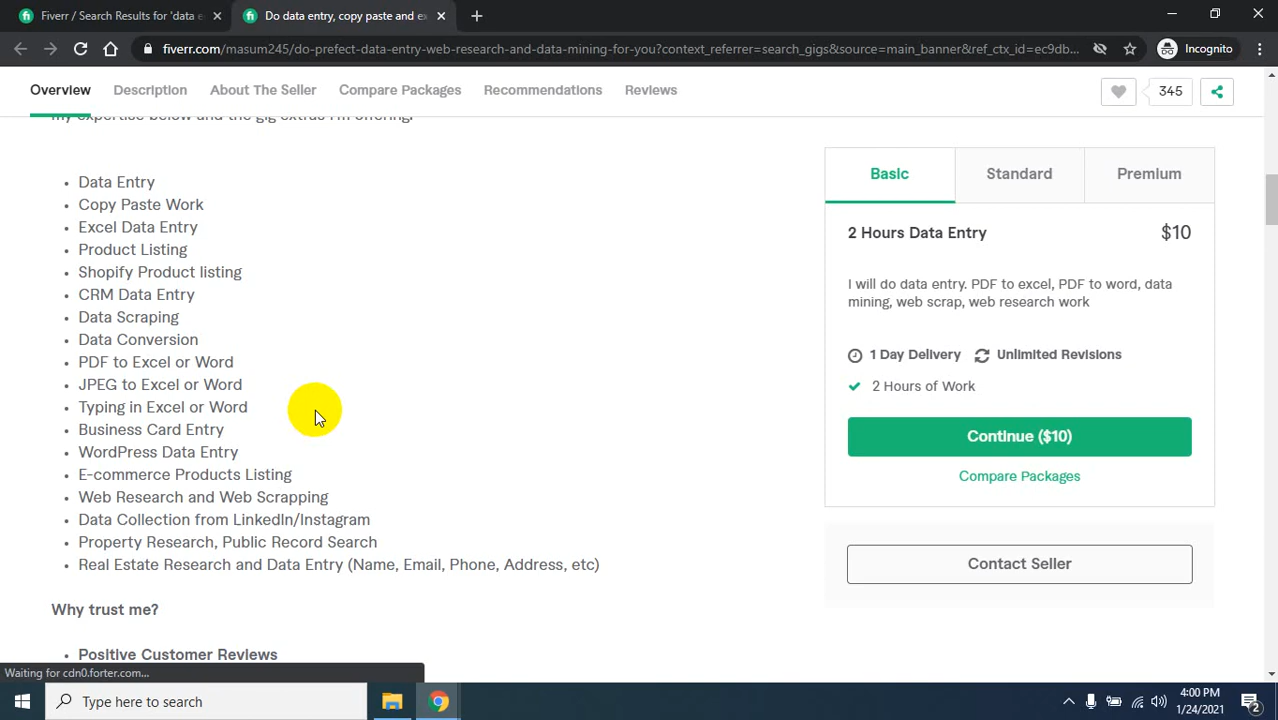 Fiverr / Search Results for 'data e
Do data entry, copy paste and ex
fiverr.com/masum245/do-prefect-data-entry-web-research-and-data-mining-for-you?context_referrer=search_gigs&source=main_banner&ref_ctx_id=ec9db...
Incognito
Overview
Description
About The Seller
Compare Packages
Recommendations
Reviews
345
my expertise below and the gig extras I'm offering.
Data Entry
Copy Paste Work
Excel Data Entry
Product Listing
Shopify Product listing
CRM Data Entry
Data Scraping
Data Conversion
PDF to Excel or Word
JPEG to Excel or Word
Typing in Excel or Word
Business Card Entry
WordPress Data Entry
E-commerce Products Listing
Web Research and Web Scrapping
Data Collection from LinkedIn/Instagram
Property Research, Public Record Search
Real Estate Research and Data Entry (Name, Email, Phone, Address, etc)
Why trust me?
Positive Customer Reviews
Basic
Standard
Premium
2 Hours Data Entry
$10
I will do data entry. PDF to excel, PDF to word, data
mining, web scrap, web research work
1 Day Delivery
Unlimited Revisions
2 Hours of Work
Continue ($10)
Compare Packages
Contact Seller
Waiting for cdn0.forter.com...
Type here to search
4:00 PM
1/24/2021
2